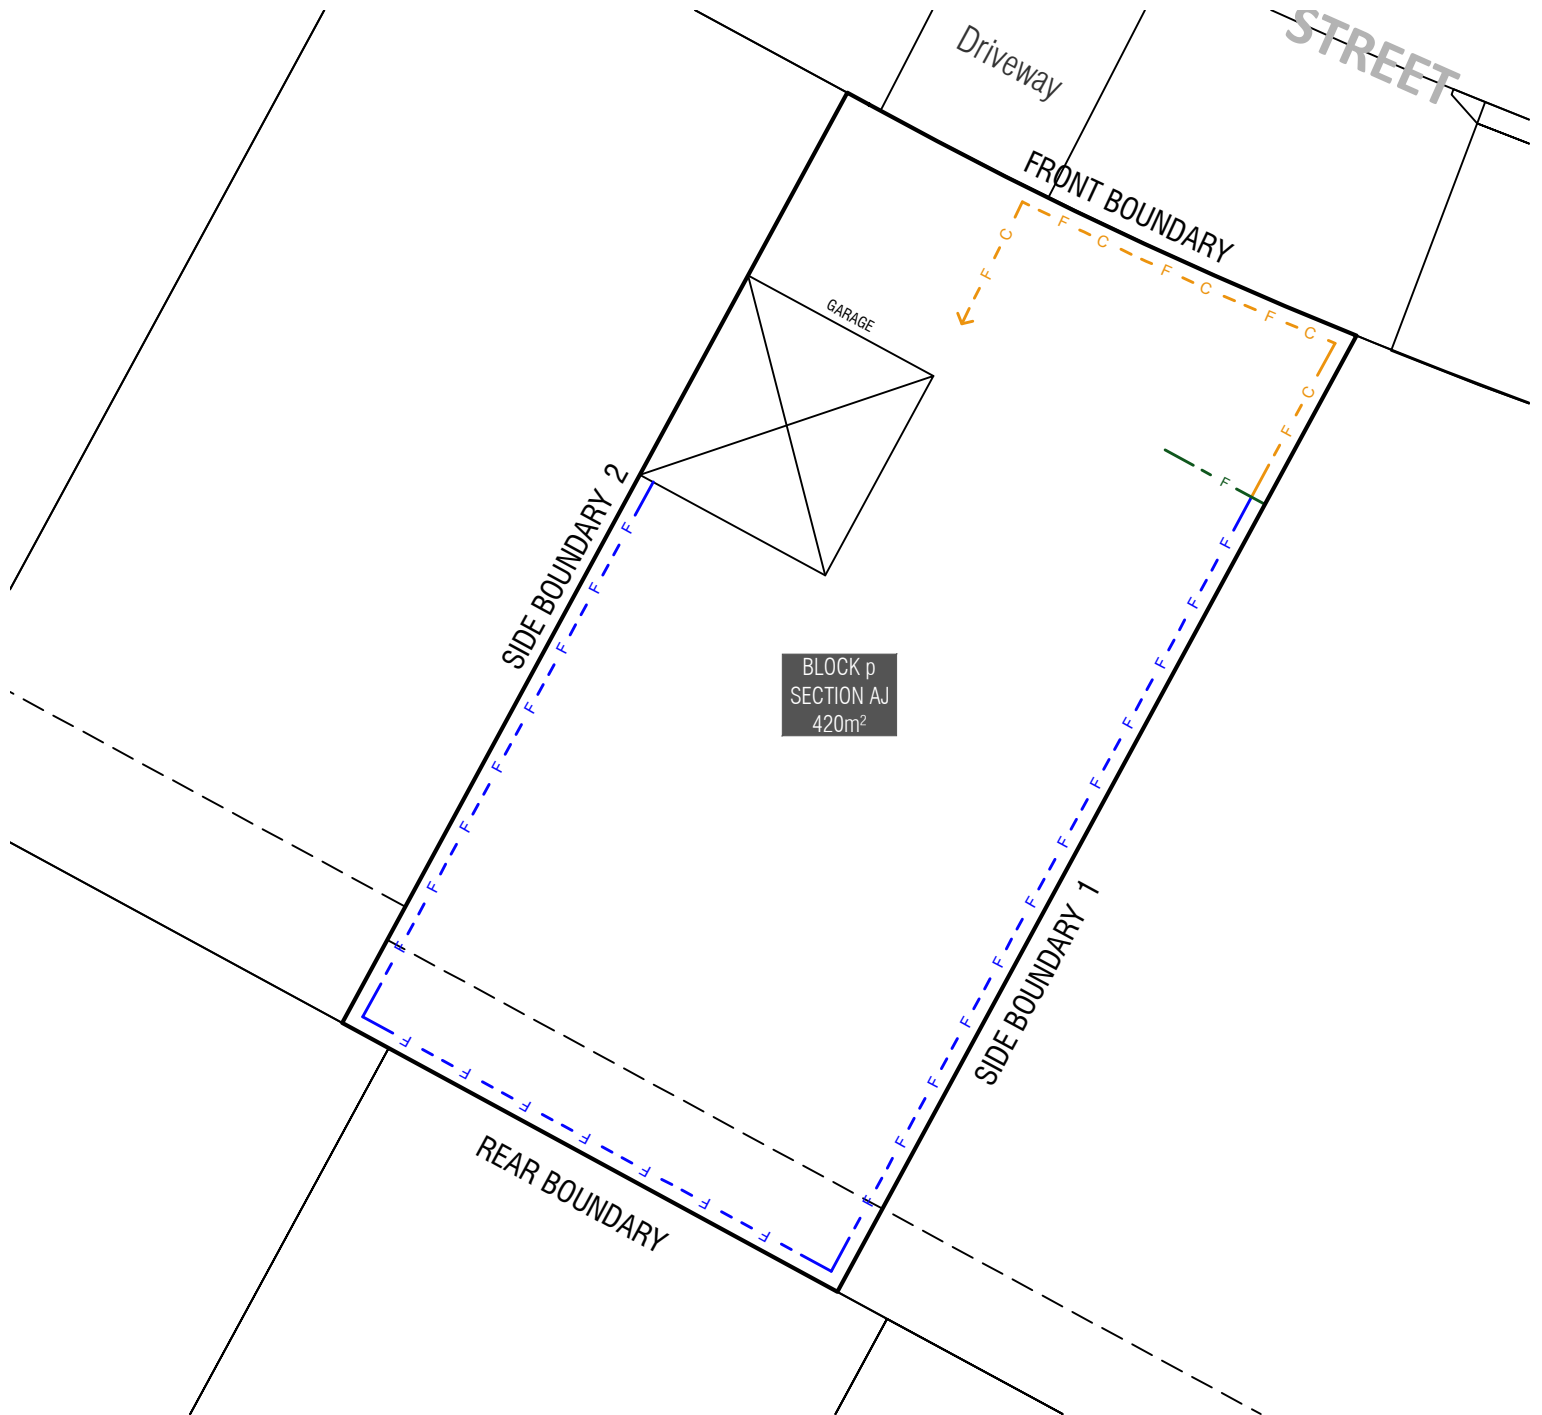 STREET
Driveway
FRONT BOUNDARY
C F C F C F C F
F C
GARAGE
F
SIDE BOUNDARY 2
F F F F F F F F
BLOCK p
SECTION AJ
420m²
F F F F F F F F F F F F
SIDE BOUNDARY 1
F F F F F F F
REAR BOUNDARY